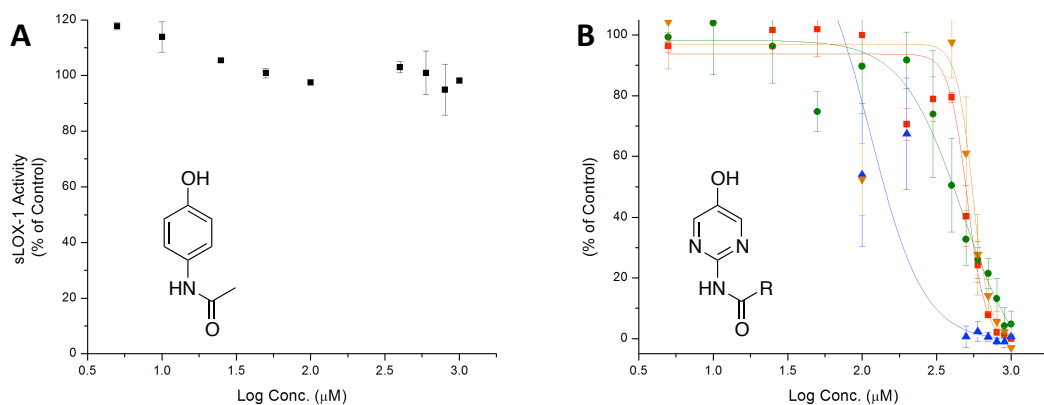 A
120
100
80
60
40
20
0
sLOX-1 Activity
(% of Control)
OH
HN
O
0.5 1.0 1.5 2.0 2.5 3.0
Log Conc. (μM)
B
100
80
60
40
20
0
(% of Control)
OH
N N
HN R
O
0.5 1.0 1.5 2.0 2.5 3.0
Log Conc. (μM)